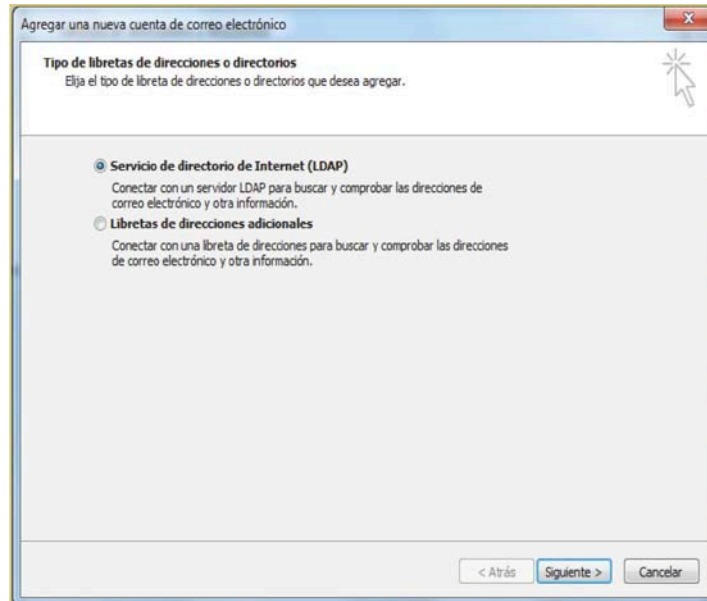 Agregar una nueva cuenta de correo electrónico
Tipo de libretas de direcciones o directorios
Elija el tipo de libreta de direcciones o directorios que desea agregar.
Servicio de directorio de Internet (LDAP)
Conectar con un servidor LDAP para buscar y comprobar las direcciones de
correo electrónico y otra información.
Libretas de direcciones adicionales
Conectar con una libreta de direcciones para buscar y comprobar las direcciones
de correo electrónico y otra información.
< Atrás Siguiente > Cancelar